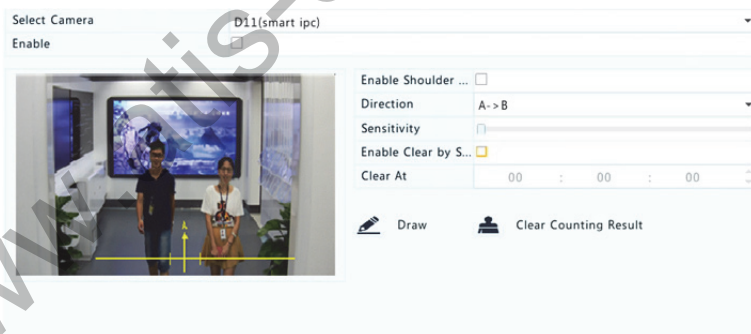 Select Camera D11(smart ipc)
Enable
Enable Shoulder ...
Direction A->B
Sensitivity
Enable Clear by S...
Clear At 00 : 00 : 00
Draw Clear Counting Result
A